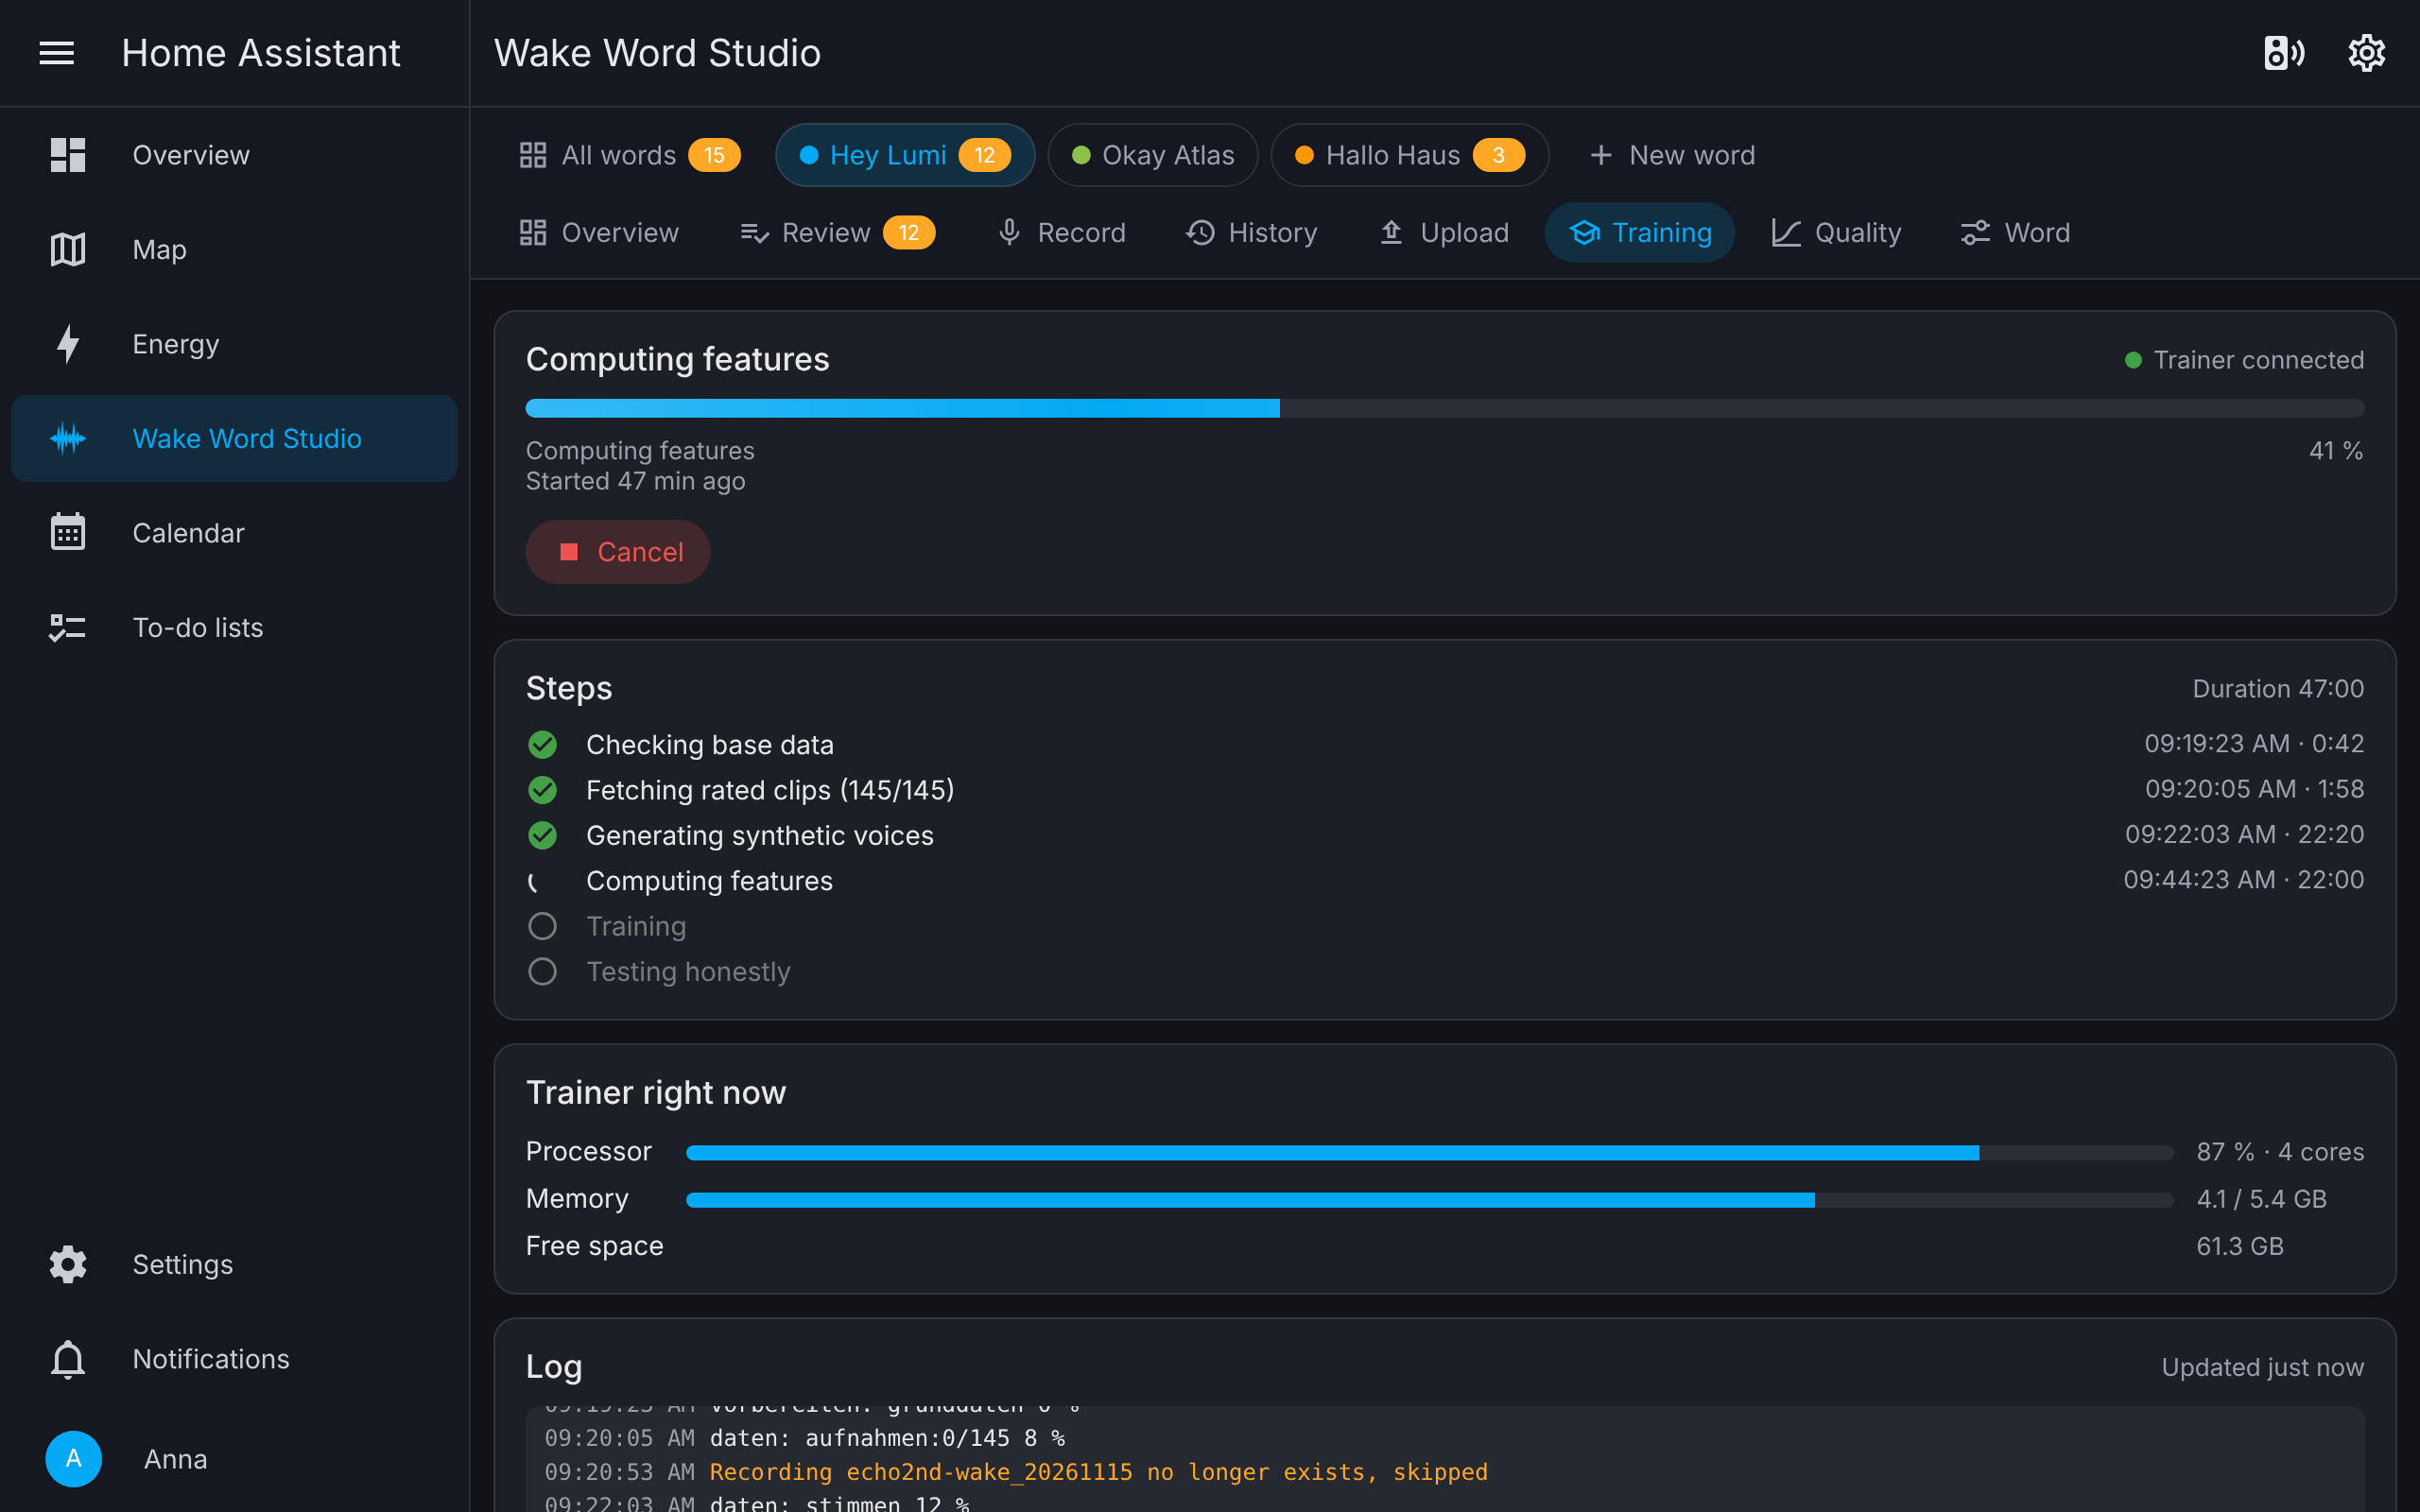 Home Assistant
Wake Word Studio
Overview
Map
Energy
Wake Word Studio
Calendar
To-do lists
Settings
Notifications
A Anna
All words 15 Hey Lumi 12 Okay Atlas Hallo Haus 3 + New word
Overview Review 12 Record History Upload Training Quality Word
Computing features Trainer connected
Computing features 41 %
Started 47 min ago
Cancel
Steps Duration 47:00
Checking base data 09:19:23 AM · 0:42
Fetching rated clips (145/145) 09:20:05 AM · 1:58
Generating synthetic voices 09:22:03 AM · 22:20
Computing features 09:44:23 AM · 22:00
Training
Testing honestly
Trainer right now
Processor 87 % · 4 cores
Memory 4.1 / 5.4 GB
Free space 61.3 GB
Log Updated just now
09:19:23 AM vorbereiten: grunddaten 0 %
09:20:05 AM daten: aufnahmen:0/145 8 %
09:20:53 AM Recording echo2nd-wake_20261115 no longer exists, skipped
09:22:03 AM daten: stimmen 12 %